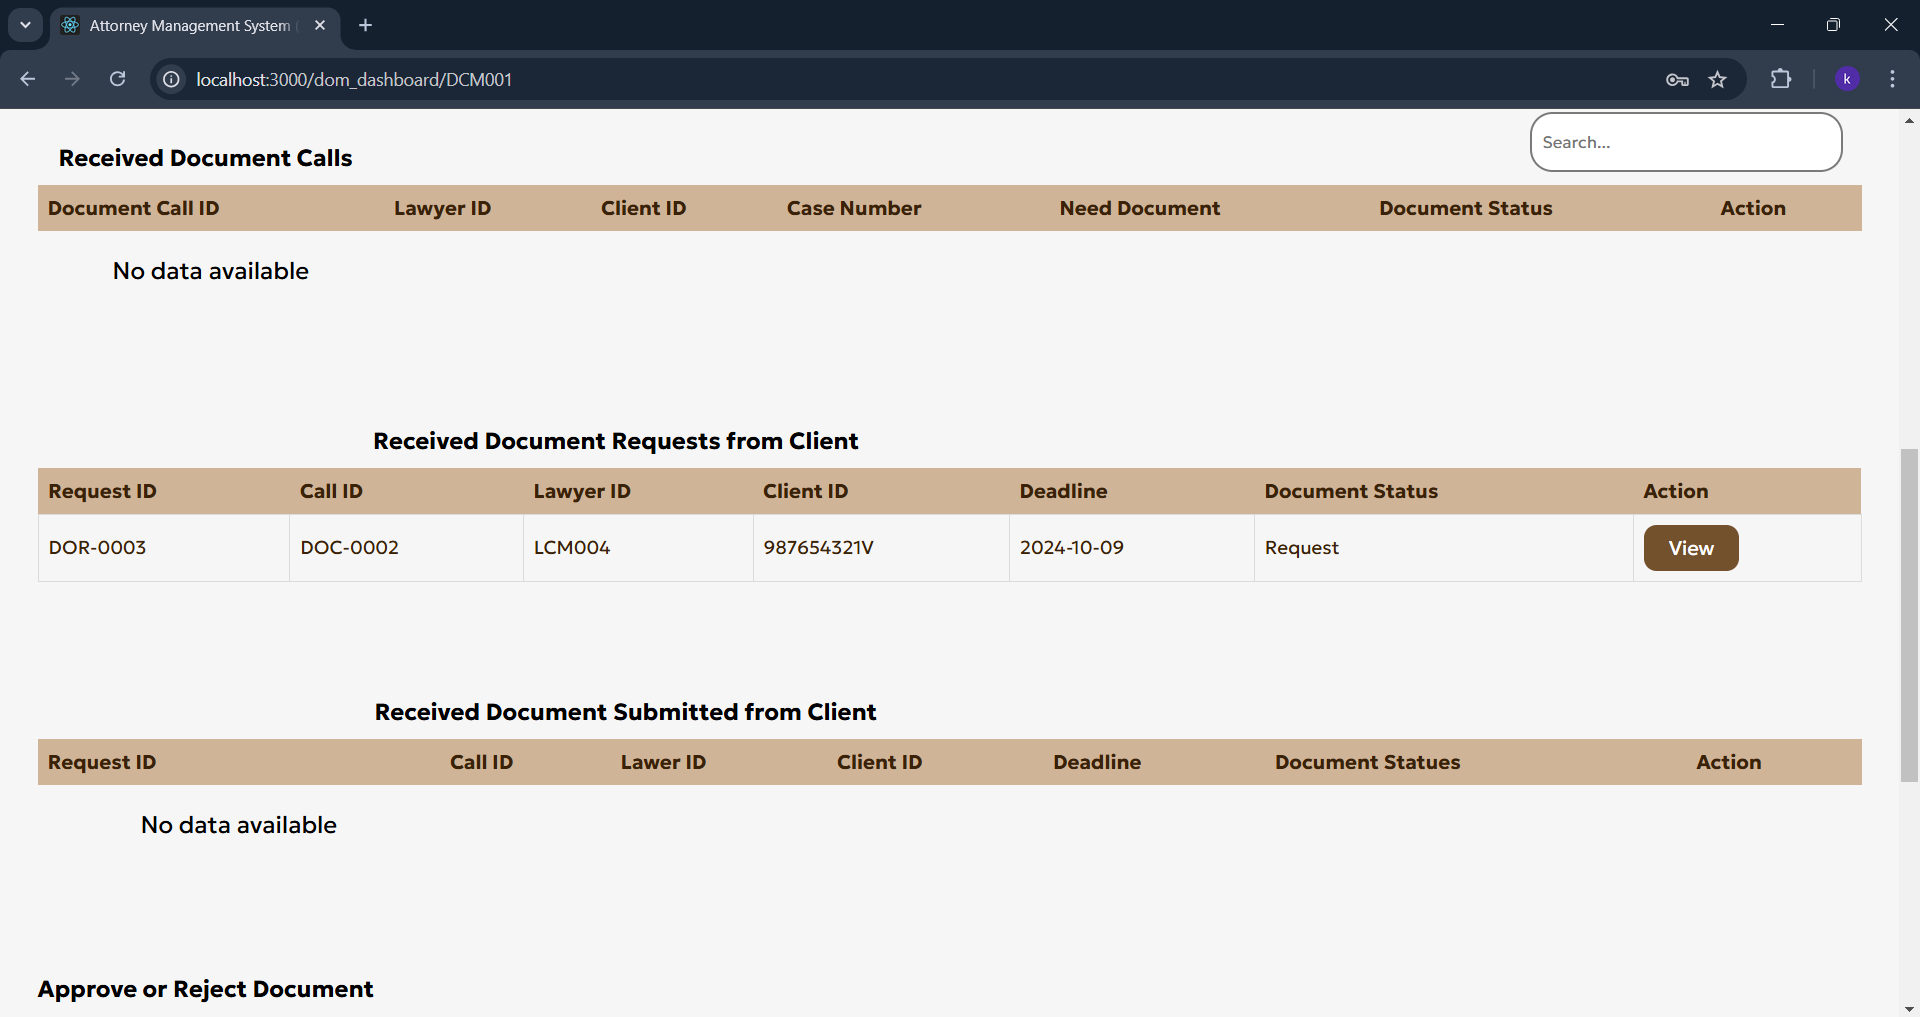 Attorney Management System
localhost:3000/dom_dashboard/DCM001
k
Search...
Received Document Calls
Document Call ID Lawyer ID Client ID Case Number Need Document Document Status Action
No data available
Received Document Requests from Client
Request ID Call ID Lawyer ID Client ID Deadline Document Status Action
DOR-0003 DOC-0002 LCM004 987654321V 2024-10-09 Request View
Received Document Submitted from Client
Request ID Call ID Lawer ID Client ID Deadline Document Statues Action
No data available
Approve or Reject Document